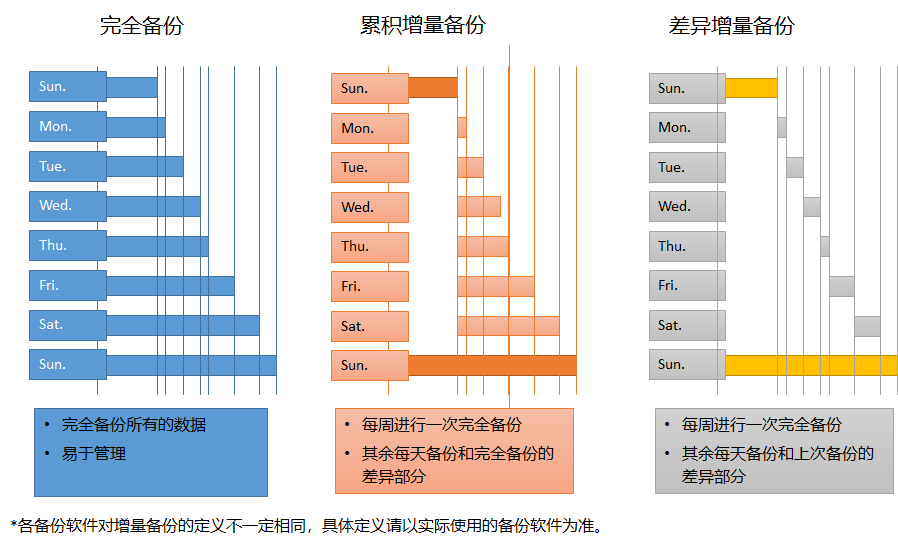 完全备份
累积增量备份
差异增量备份
Sun.
Mon.
Tue.
Wed.
Thu.
Fri.
Sat.
Sun.
Sun.
Mon.
Tue.
Wed.
Thu.
Fri.
Sat.
Sun.
Sun.
Mon.
Tue.
Wed.
Thu.
Fri.
Sat.
Sun.
• 完全备份所有的数据
• 易于管理
• 每周进行一次完全备份
• 其余每天备份和完全备份的
差异部分
• 每周进行一次完全备份
• 其余每天备份和上次备份的
差异部分
*各备份软件对增量备份的定义不一定相同，具体定义请以实际使用的备份软件为准。